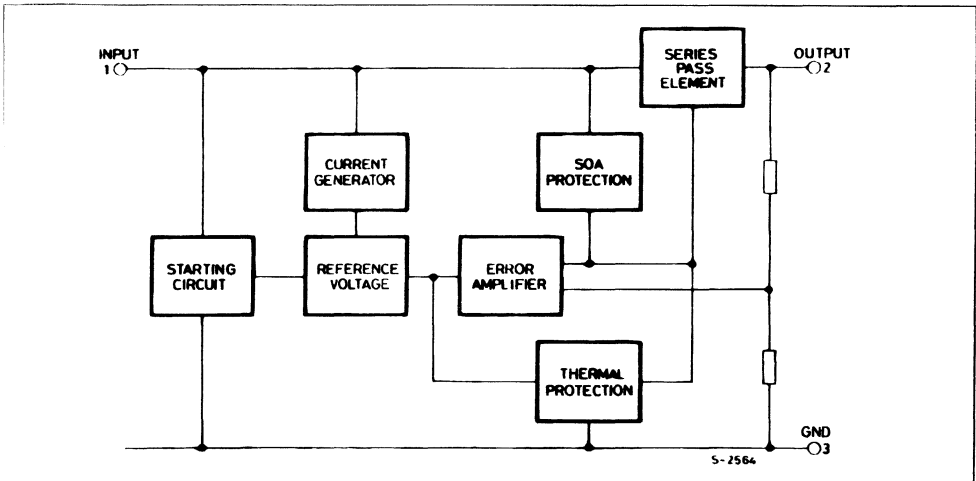 INPUT
1
SERIES
PASS
ELEMENT
OUTPUT
2
CURRENT
GENERATOR
SOA
PROTECTION
STARTING
CIRCUIT
REFERENCE
VOLTAGE
ERROR
AMPLIFIER
THERMAL
PROTECTION
GND
3
S-2564